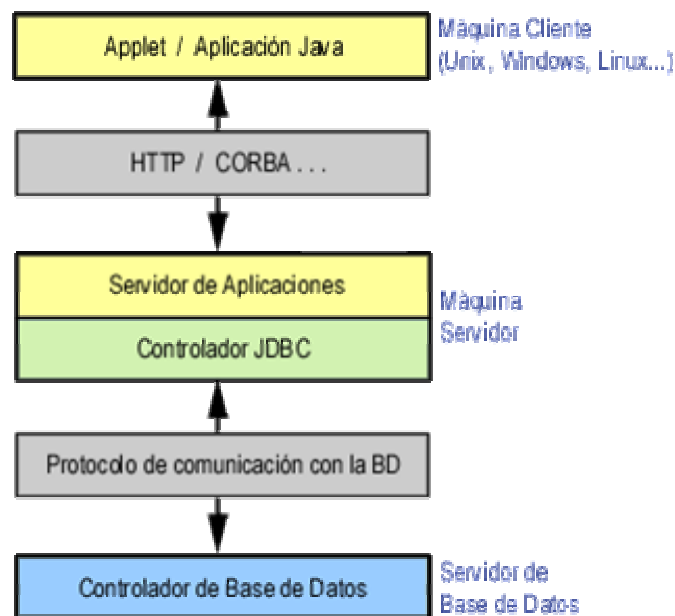 Applet / Aplicación Java
Máquina Cliente
(Unix, Windows, Linux...)
HTTP / CORBA . . .
Servidor de Aplicaciones
Controlador JDBC
Máquina
Servidor
Protocolo de comunicación con la BD
Controlador de Base de Datos
Servidor de
Base de Datos